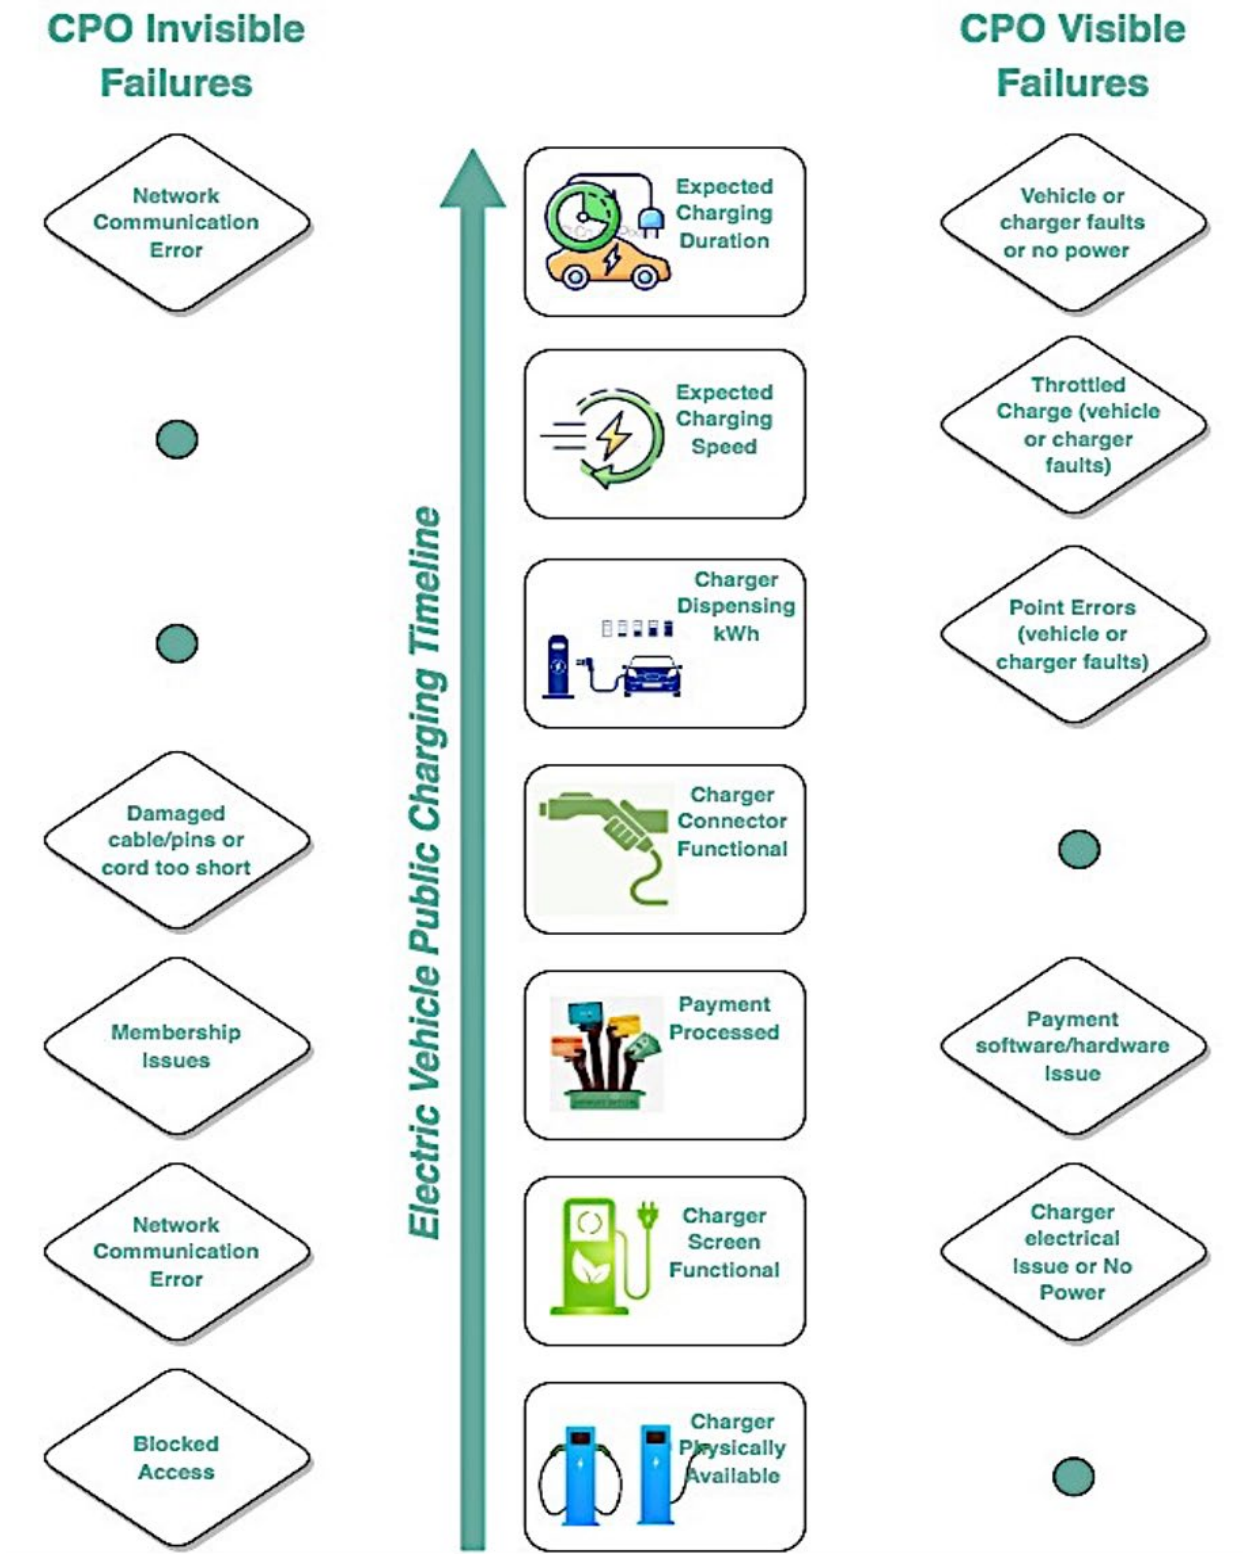 CPO Invisible
Failures
CPO Visible
Failures
Network
Communication
Error
Expected
Charging
Duration
Vehicle or
charger faults
or no power
Expected
Charging
Speed
Throttled
Charge (vehicle
or charger
faults)
Charger
Dispensing
kWh
Point Errors
(vehicle or
charger faults)
Electric Vehicle Public Charging Timeline
Damaged
cable/pins or
cord too short
Charger
Connector
Functional
Membership
Issues
Payment
Processed
Payment
software/hardware
Issue
Network
Communication
Error
Charger
Screen
Functional
Charger
electrical
Issue or No
Power
Blocked
Access
Charger
Physically
Available